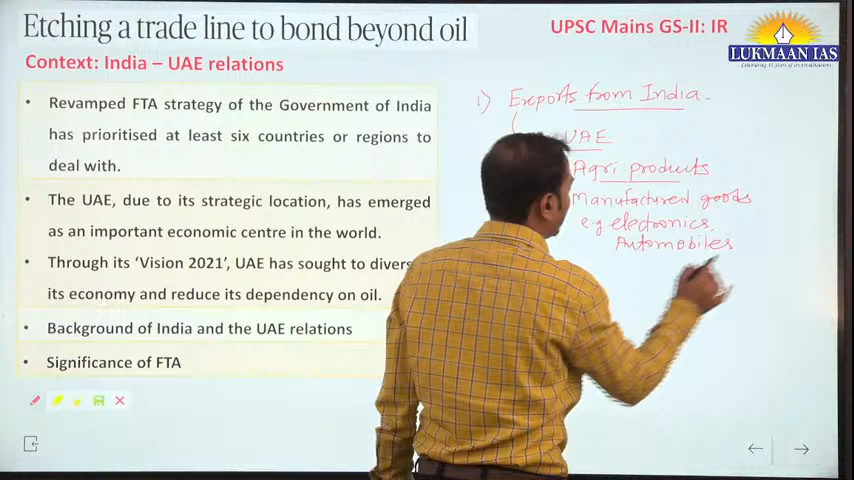 Etching a trade line to bond beyond oil
UPSC Mains GS-II: IR
LUKMAAN IAS
Context: India – UAE relations
• Revamped FTA strategy of the Government of India
has prioritised at least six countries or regions to
deal with.
• The UAE, due to its strategic location, has emerged
as an important economic centre in the world.
• Through its ‘Vision 2021’, UAE has sought to divers
its economy and reduce its dependency on oil.
• Background of India and the UAE relations
• Significance of FTA
1) Exports from India.
UAE
Agri products
Manufactured goods
e.g electronics,
Automobiles